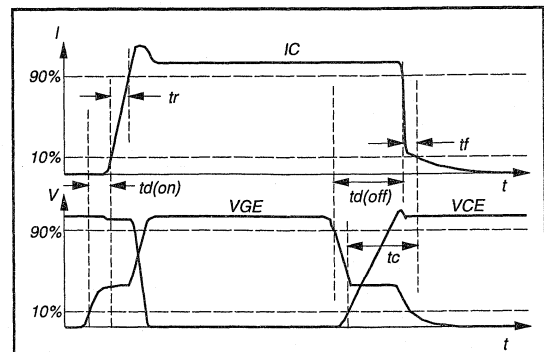 I
IC
90%
tr
10%
tf
t
td(on)
V
VGE
td(off)
VCE
90%
tc
10%
t